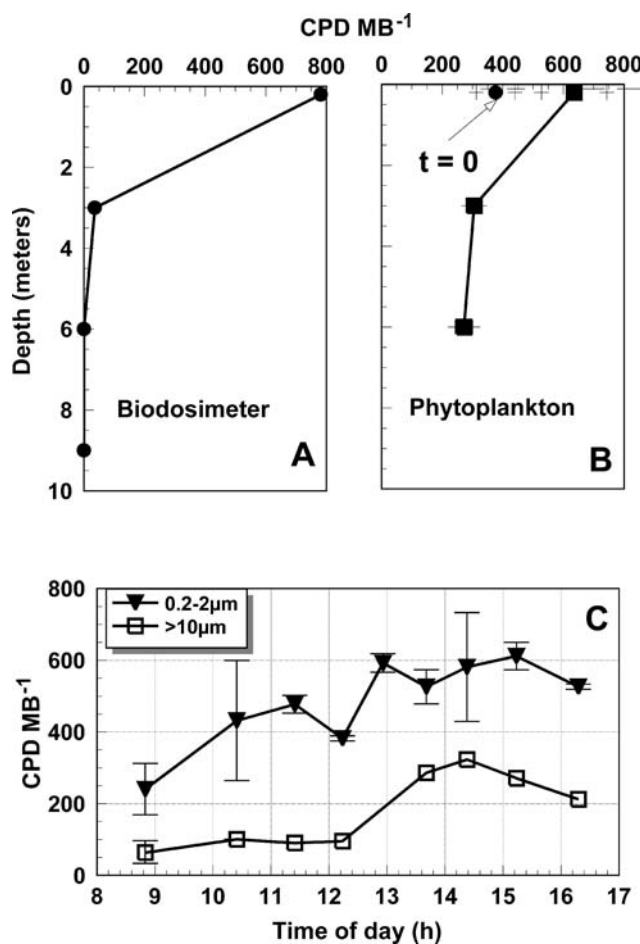 CPD MB-1
0 200 400 600 800
0 200 400 600 800
0
2
4
6
8
10
Depth (meters)
t = 0
Biodosimeter
A
Phytoplankton
B
800
600
400
200
0
CPD MB-1
0.2-2µm
>10µm
C
8 9 10 11 12 13 14 15 16 17
Time of day (h)